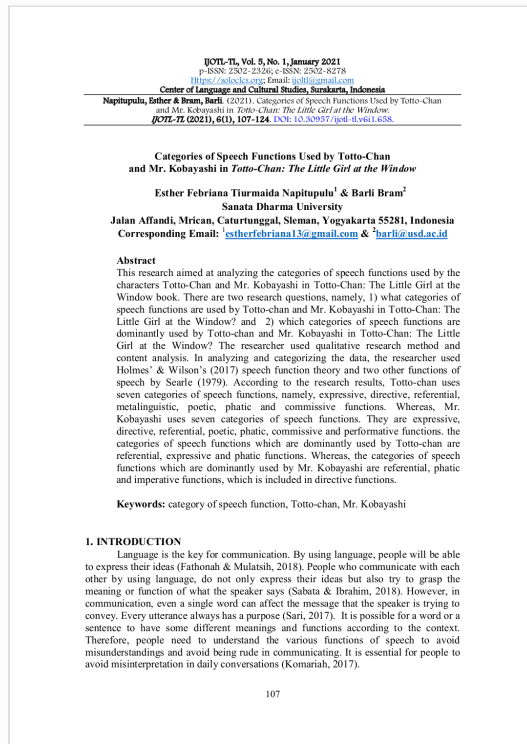 IJOTL-TL, Vol. 5, No. 1, January 2021
p-ISSN: 2502-2326; e-ISSN: 2502-8278
Https://soloclcs.org; Email: ijoltl@gmail.com
Center of Language and Cultural Studies, Surakarta, Indonesia
Napitupulu, Esther & Bram, Barli. (2021). Categories of Speech Functions Used by Totto-Chan
and Mr. Kobayashi in Totto-Chan: The Little Girl at the Window.
IJOTL-TL (2021), 6(1), 107-124. DOI: 10.30957/ijotl-tl.v6i1.658.
Categories of Speech Functions Used by Totto-Chan
and Mr. Kobayashi in Totto-Chan: The Little Girl at the Window
Esther Febriana Tiurmaida Napitupulu1 & Barli Bram2
Sanata Dharma University
Jalan Affandi, Mrican, Caturtunggal, Sleman, Yogyakarta 55281, Indonesia
Corresponding Email: 1estherfebriana13@gmail.com & 2barli@usd.ac.id
Abstract
This research aimed at analyzing the categories of speech functions used by the
characters Totto-Chan and Mr. Kobayashi in Totto-Chan: The Little Girl at the
Window book. There are two research questions, namely, 1) what categories of
speech functions are used by Totto-chan and Mr. Kobayashi in Totto-Chan: The
Little Girl at the Window? and 2) which categories of speech functions are
dominantly used by Totto-chan and Mr. Kobayashi in Totto-Chan: The Little
Girl at the Window? The researcher used qualitative research method and
content analysis. In analyzing and categorizing the data, the researcher used
Holmes' & Wilson's (2017) speech function theory and two other functions of
speech by Searle (1979). According to the research results, Totto-chan uses
seven categories of speech functions, namely, expressive, directive, referential,
metalinguistic, poetic, phatic and commissive functions. Whereas, Mr.
Kobayashi uses seven categories of speech functions. They are expressive,
directive, referential, poetic, phatic, commissive and performative functions. the
categories of speech functions which are dominantly used by Totto-chan are
referential, expressive and phatic functions. Whereas, the categories of speech
functions which are dominantly used by Mr. Kobayashi are referential, phatic
and imperative functions, which is included in directive functions.
Keywords: category of speech function, Totto-chan, Mr. Kobayashi
1. INTRODUCTION
Language is the key for communication. By using language, people will be able
to express their ideas (Fathonah & Mulatsih, 2018). People who communicate with each
other by using language, do not only express their ideas but also try to grasp the
meaning or function of what the speaker says (Sabata & Ibrahim, 2018). However, in
communication, even a single word can affect the message that the speaker is trying to
convey. Every utterance always has a purpose (Sari, 2017). It is possible for a word or a
sentence to have some different meanings and functions according to the context.
Therefore, people need to understand the various functions of speech to avoid
misunderstandings and avoid being rude in communicating. It is essential for people to
avoid misinterpretation in daily conversations (Komariah, 2017).
107